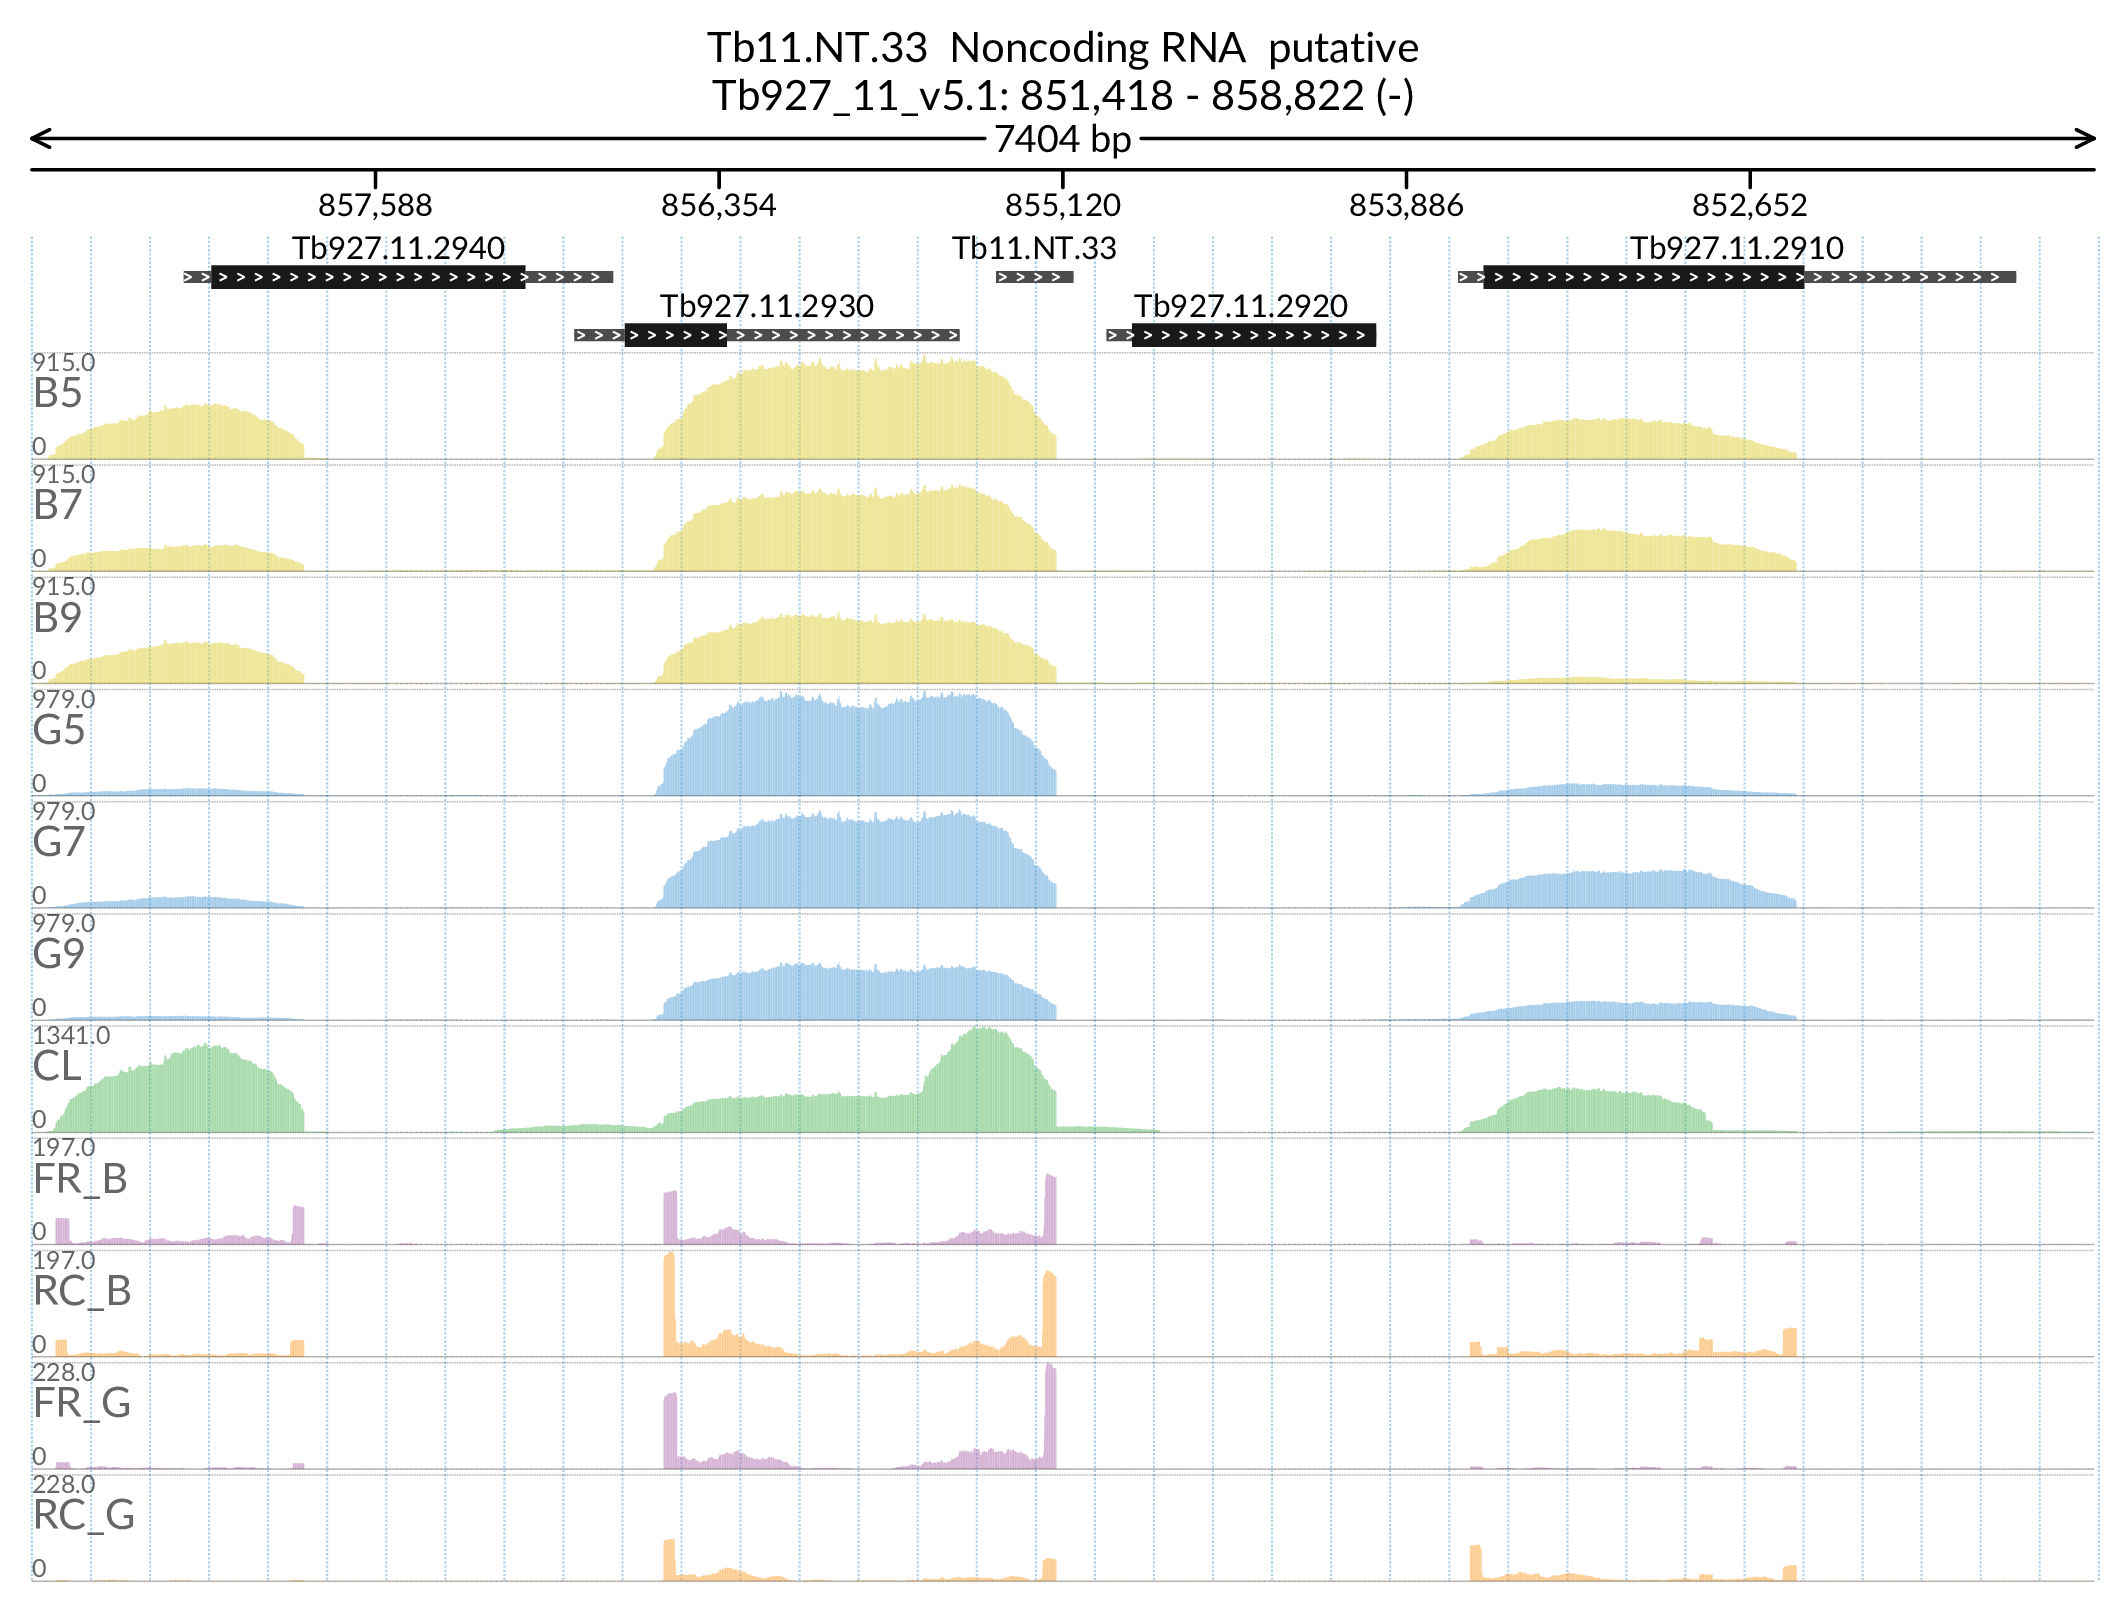 Tb11.NT.33  Noncoding RNA  putative
Tb927_11_v5.1: 851,418 - 858,822 (-)
7404 bp
857,588 856,354 855,120 853,886 852,652
Tb927.11.2940 Tb11.NT.33 Tb927.11.2910
Tb927.11.2930 Tb927.11.2920
915.0
B5
0
915.0
B7
0
915.0
B9
0
979.0
G5
0
979.0
G7
0
979.0
G9
0
1341.0
CL
0
197.0
FR_B
0
197.0
RC_B
0
228.0
FR_G
0
228.0
RC_G
0